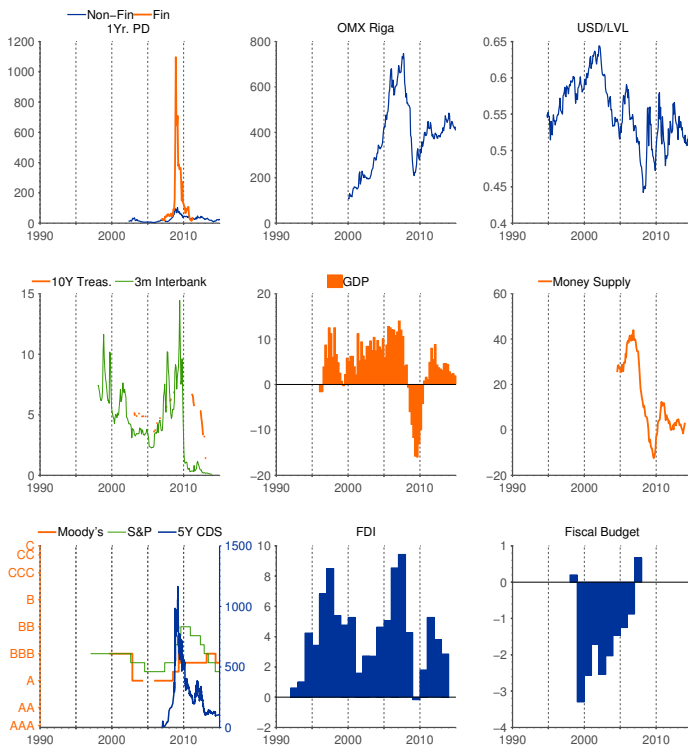 Non−Fin Fin
1Yr. PD
1200
1000
800
600
400
200
0
1990 2000 2010
OMX Riga
800
600
400
200
0
1990 2000 2010
USD/LVL
0.65
0.6
0.55
0.5
0.45
0.4
1990 2000 2010
10Y Treas. 3m Interbank
15
10
5
0
1990 2000 2010
GDP
20
10
0
−10
−20
1990 2000 2010
Money Supply
60
40
20
0
−20
1990 2000 2010
Moody's S&P 5Y CDS
C
CC
CCC
B
BB
BBB
A
AA
AAA
1500
1000
500
0
1990 2000 2010
FDI
10
8
6
4
2
0
−2
1990 2000 2010
Fiscal Budget
1
0
−1
−2
−3
−4
1990 2000 2010